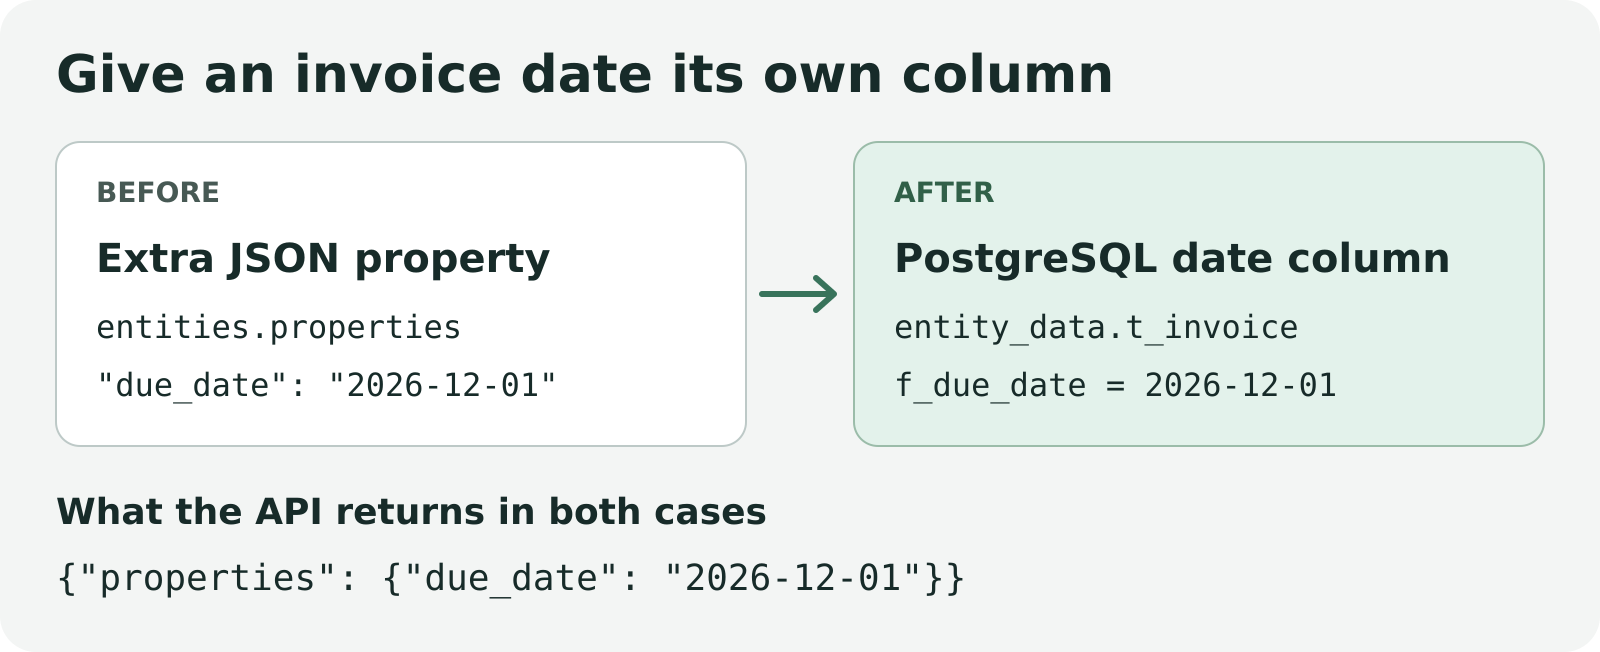 Give an invoice date its own column
BEFORE
Extra JSON property
entities.properties
"due_date": "2026-12-01"
AFTER
PostgreSQL date column
entity_data.t_invoice
f_due_date = 2026-12-01
What the API returns in both cases
{"properties": {"due_date": "2026-12-01"}}